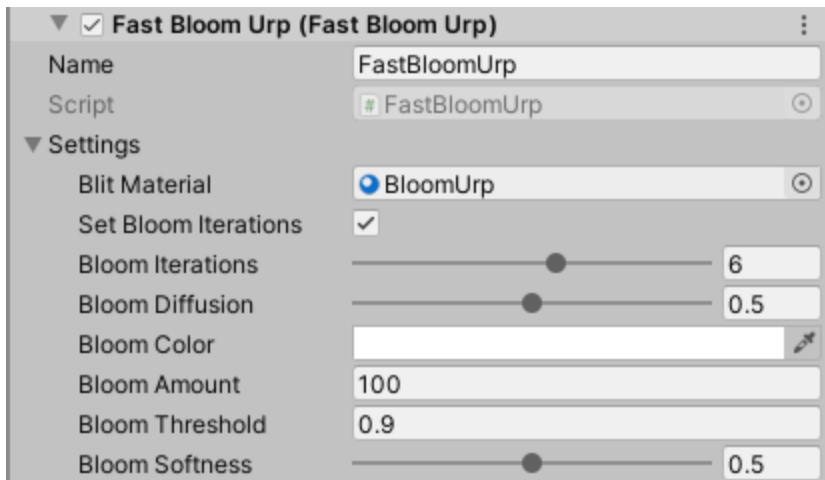 Fast Bloom Urp (Fast Bloom Urp)
Name FastBloomUrp
Script # FastBloomUrp
Settings
Blit Material BloomUrp
Set Bloom Iterations
Bloom Iterations 6
Bloom Diffusion 0.5
Bloom Color
Bloom Amount 100
Bloom Threshold 0.9
Bloom Softness 0.5